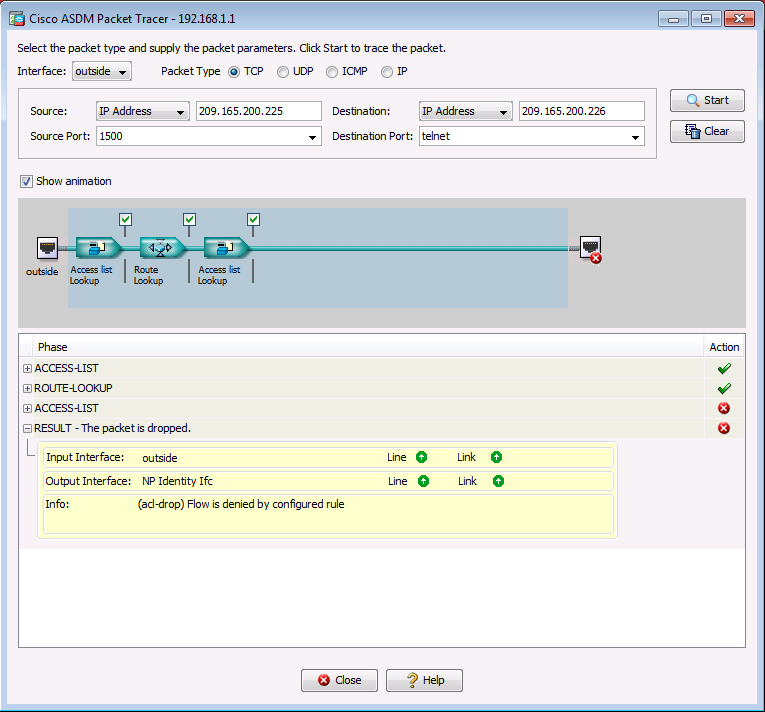 Cisco ASDM Packet Tracer - 192.168.1.1
Select the packet type and supply the packet parameters. Click Start to trace the packet.
Interface: outside Packet Type TCP UDP ICMP IP
Source: IP Address 209.165.200.225 Destination: IP Address 209.165.200.226 Start
Source Port: 1500 Destination Port: telnet Clear
Show animation
outside
Access list Lookup
Route Lookup
Access list Lookup
Phase Action
ACCESS-LIST
ROUTE-LOOKUP
ACCESS-LIST
RESULT - The packet is dropped.
Input Interface: outside Line Link
Output Interface: NP Identity Ifc Line Link
Info: (acl-drop) Flow is denied by configured rule
Close Help